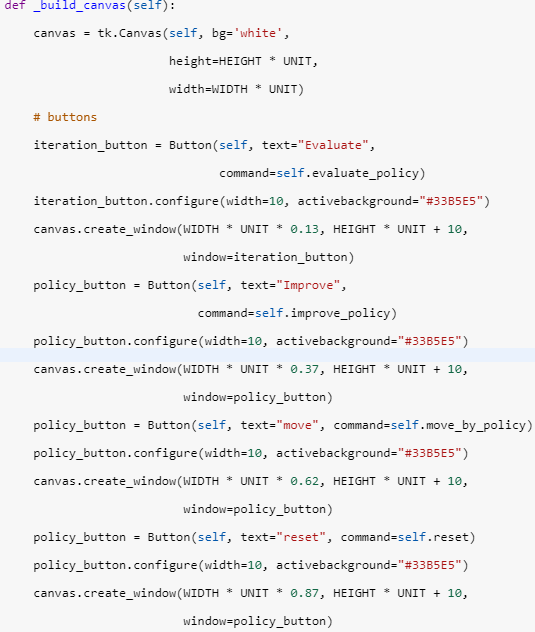 def _build_canvas(self):
    canvas = tk.Canvas(self, bg='white',
                       height=HEIGHT * UNIT,
                       width=WIDTH * UNIT)
    # buttons
    iteration_button = Button(self, text="Evaluate",
                              command=self.evaluate_policy)
    iteration_button.configure(width=10, activebackground="#33B5E5")
    canvas.create_window(WIDTH * UNIT * 0.13, HEIGHT * UNIT + 10,
                         window=iteration_button)
    policy_button = Button(self, text="Improve",
                           command=self.improve_policy)
    policy_button.configure(width=10, activebackground="#33B5E5")
    canvas.create_window(WIDTH * UNIT * 0.37, HEIGHT * UNIT + 10,
                         window=policy_button)
    policy_button = Button(self, text="move", command=self.move_by_policy)
    policy_button.configure(width=10, activebackground="#33B5E5")
    canvas.create_window(WIDTH * UNIT * 0.62, HEIGHT * UNIT + 10,
                         window=policy_button)
    policy_button = Button(self, text="reset", command=self.reset)
    policy_button.configure(width=10, activebackground="#33B5E5")
    canvas.create_window(WIDTH * UNIT * 0.87, HEIGHT * UNIT + 10,
                         window=policy_button)